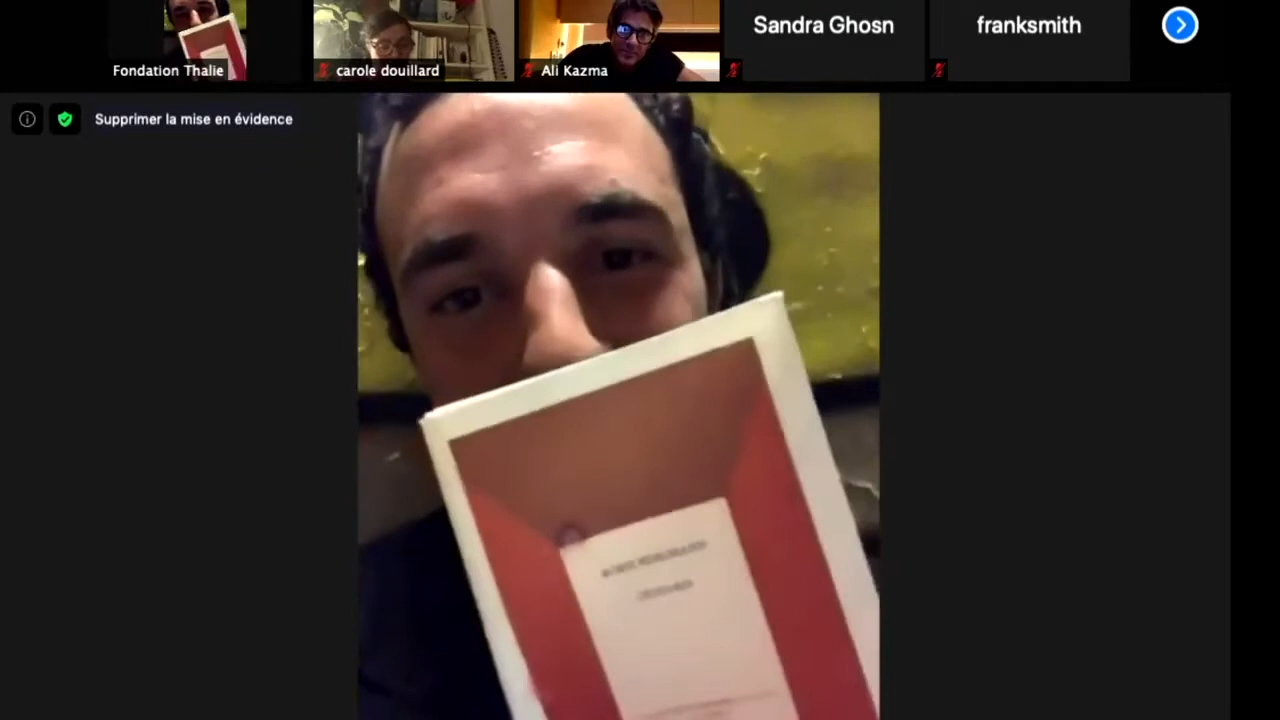 Fondation Thalie
carole douillard
Ali Kazma
Sandra Ghosn
franksmith
Supprimer la mise en évidence